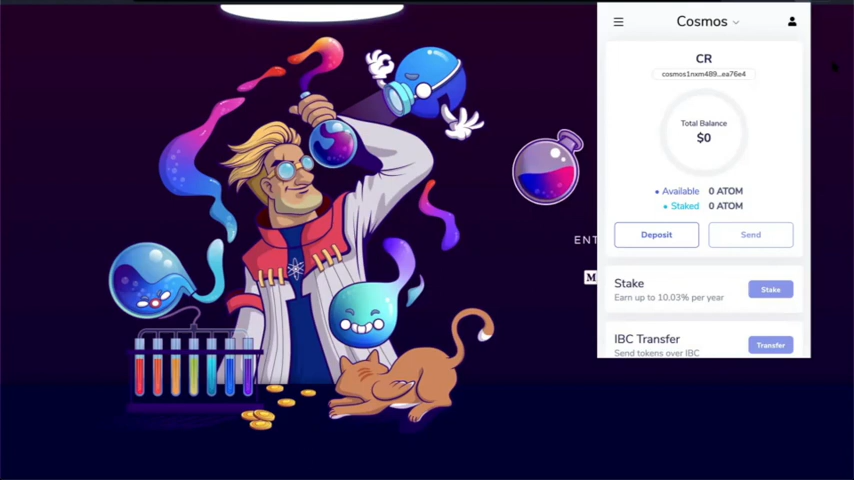 Cosmos
CR
cosmos1nxm489...ea76e4
Total Balance
$0
Available 0 ATOM
Staked 0 ATOM
Deposit
Send
ENT
M
Stake
Earn up to 10.03% per year
Stake
IBC Transfer
Send tokens over IBC
Transfer